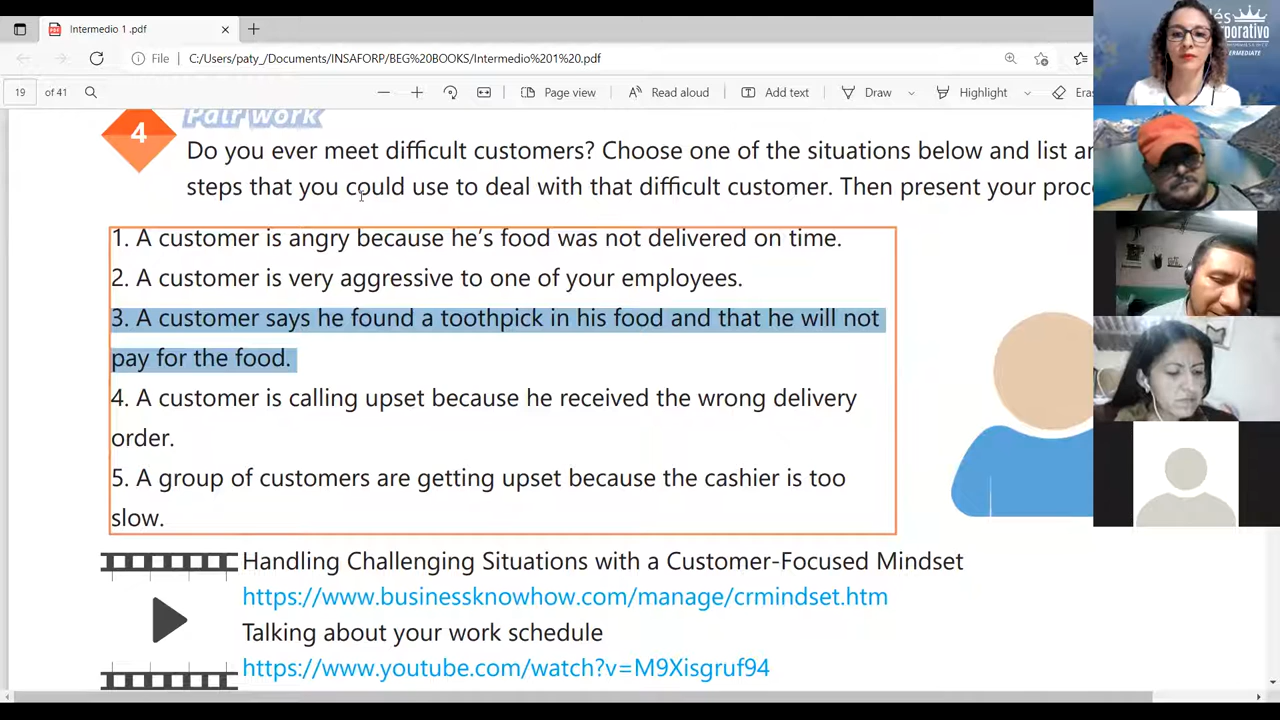 Intermedio 1 .pdf
File C:/Users/paty_/Documents/INSAFORP/BEG%20BOOKS/Intermedio%€01%20.pdf
19 of 41 Page view Read aloud Add text Draw Highlight
4 Pair work
Do you ever meet difficult customers? Choose one of the situations below and list
steps that you could use to deal with that difficult customer. Then present your
1. A customer is angry because he’s food was not delivered on time.
2. A customer is very aggressive to one of your employees.
3. A customer says he found a toothpick in his food and that he will not
pay for the food.
4. A customer is calling upset because he received the wrong delivery
order.
5. A group of customers are getting upset because the cashier is too
slow.
Handling Challenging Situations with a Customer-Focused Mindset
https://www.businessknowhow.com/manage/crmindset.htm
Talking about your work schedule
https://www.youtube.com/watch?v=M9Xisgruf94